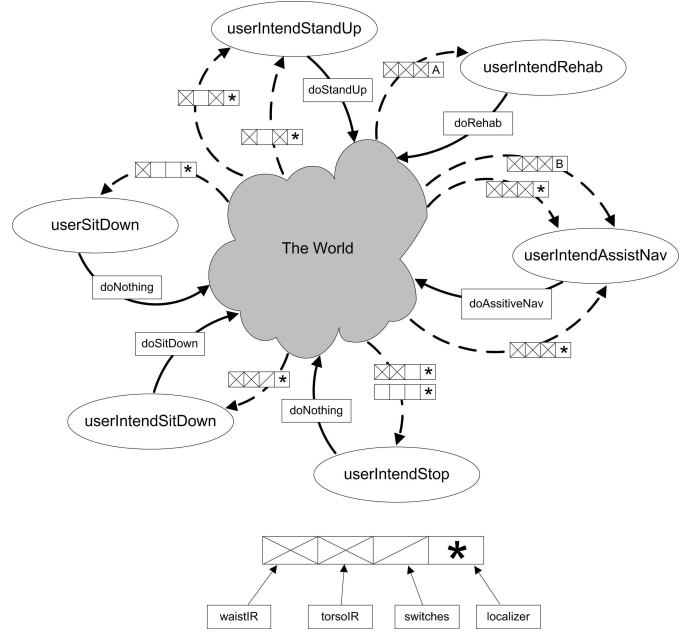 userIntendStandUp
A
userIntendRehab
doStandUp
*
doRehab
*
B
*
*
userSitDown
The World
userIntendAssistNav
doNothing
doAssitiveNav
doSitDown
*
*
*
userIntendSitDown
doNothing
*
userIntendStop
*
waistIR
torsoIR
switches
localizer